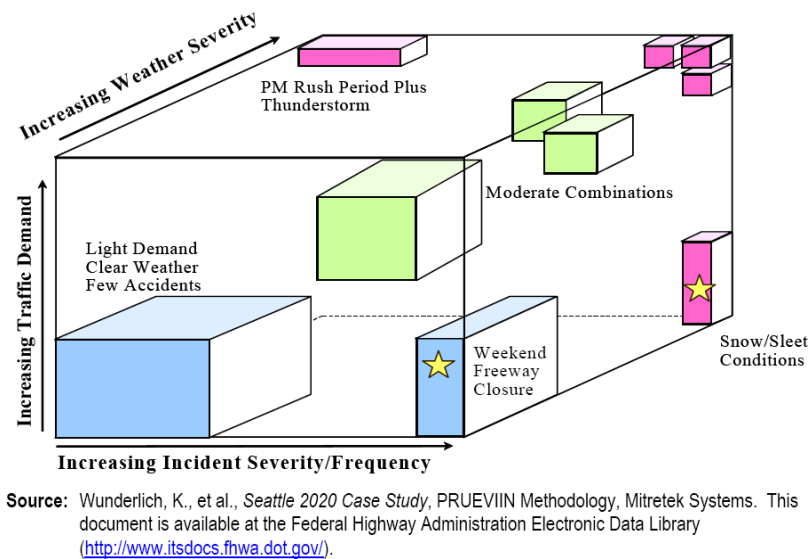 Increasing Weather Severity
PM Rush Period Plus
Thunderstorm
Moderate Combinations
Increasing Traffic Demand
Light Demand
Clear Weather
Few Accidents
Weekend
Freeway
Closure
Snow/Sleet
Conditions
Increasing Incident Severity/Frequency
Source: Wunderlich, K., et al., Seattle 2020 Case Study, PRUEVIIN Methodology, Mitretek Systems. This
document is available at the Federal Highway Administration Electronic Data Library
(http://www.itsdocs.fhwa.dot.gov/).